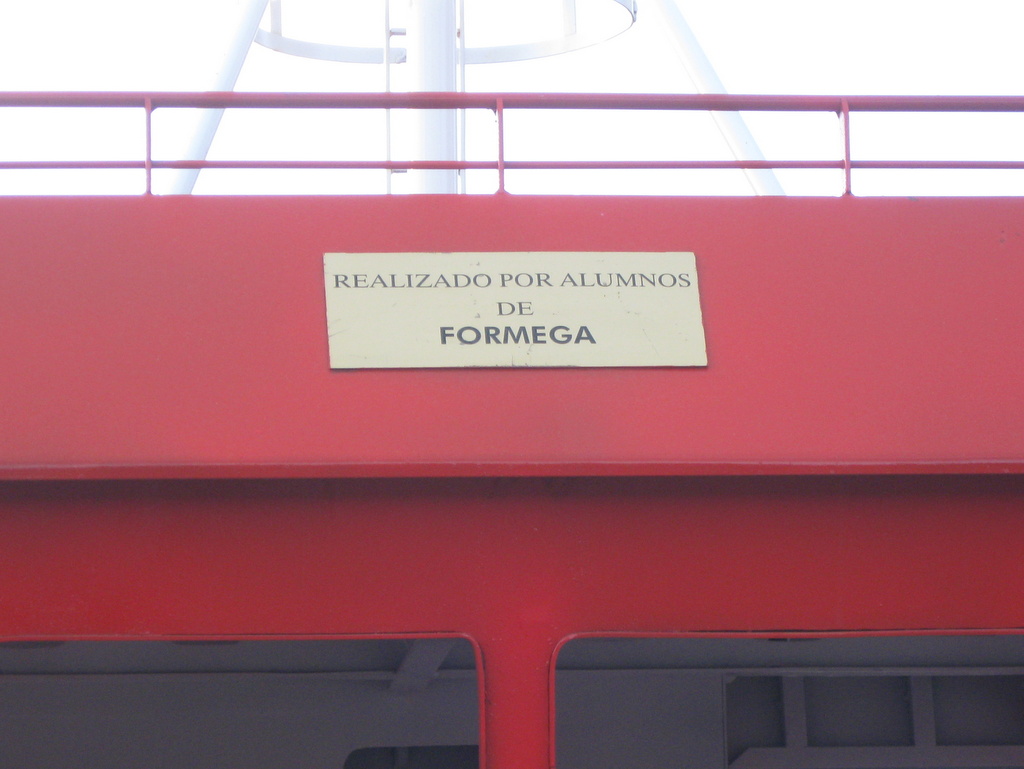 REALIZADO POR ALUMNOS
DE
FORMEGA